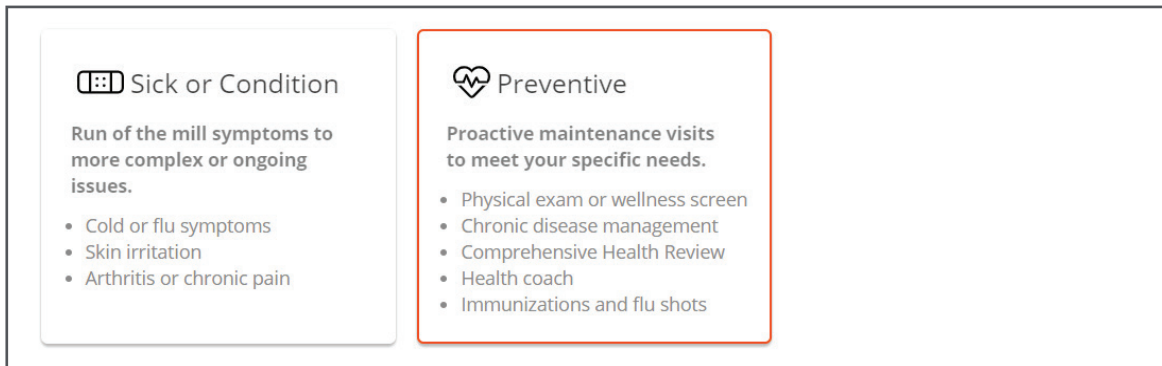 Sick or Condition
Run of the mill symptoms to
more complex or ongoing
issues.
• Cold or flu symptoms
• Skin irritation
• Arthritis or chronic pain
Preventive
Proactive maintenance visits
to meet your specific needs.
• Physical exam or wellness screen
• Chronic disease management
• Comprehensive Health Review
• Health coach
• Immunizations and flu shots